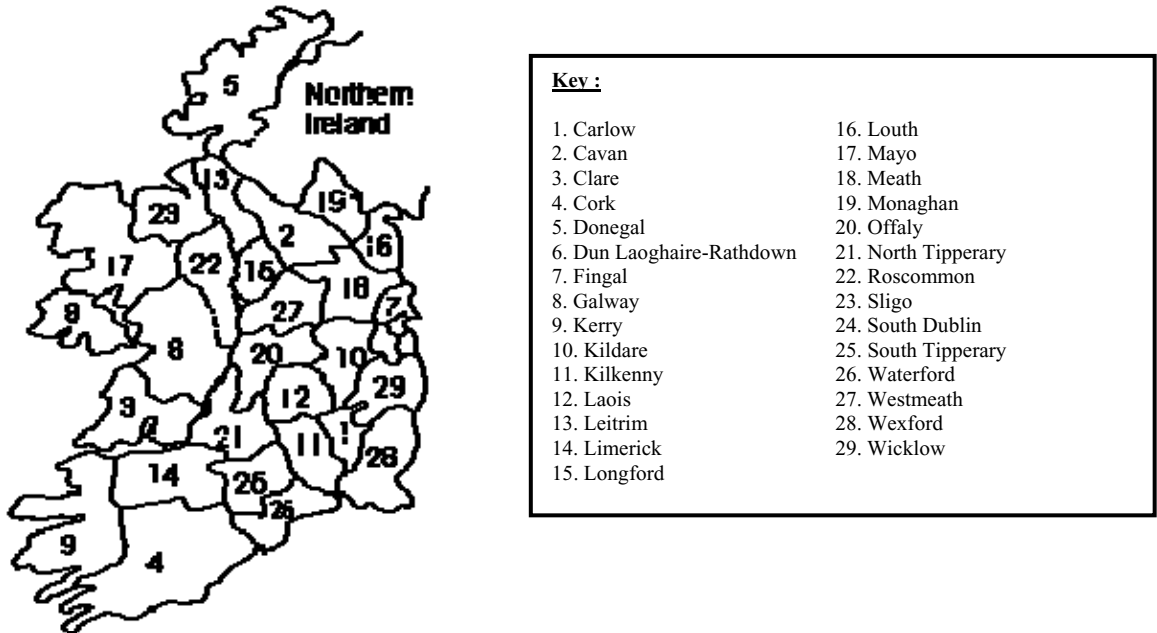 5
Northern
Ireland
13
19
23
2
16
17
22
15
18
8
27
7
8
20
10
29
12
3
21
11
1
28
14
25
26
9
4
Key :
1. Carlow
2. Cavan
3. Clare
4. Cork
5. Donegal
6. Dun Laoghaire-Rathdown
7. Fingal
8. Galway
9. Kerry
10. Kildare
11. Kilkenny
12. Laois
13. Leitrim
14. Limerick
15. Longford
16. Louth
17. Mayo
18. Meath
19. Monaghan
20. Offaly
21. North Tipperary
22. Roscommon
23. Sligo
24. South Dublin
25. South Tipperary
26. Waterford
27. Westmeath
28. Wexford
29. Wicklow